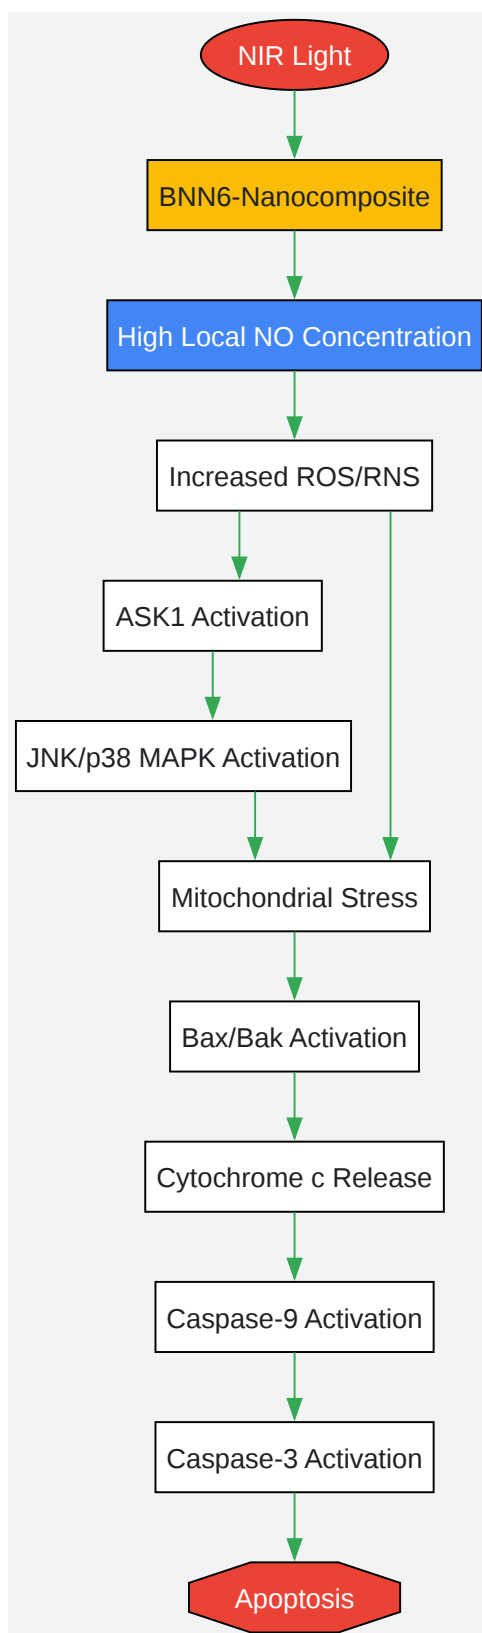 NIR Light
BNN6-Nanocomposite
High Local NO Concentration
Increased ROS/RNS
ASK1 Activation
JNK/p38 MAPK Activation
Mitochondrial Stress
Bax/Bak Activation
Cytochrome c Release
Caspase-9 Activation
Caspase-3 Activation
Apoptosis